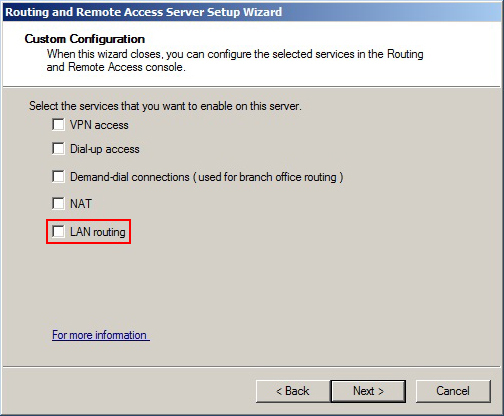 Routing and Remote Access Server Setup Wizard
Custom Configuration
When this wizard closes, you can configure the selected services in the Routing
and Remote Access console.
Select the services that you want to enable on this server.
VPN access
Dial-up access
Demand-dial connections ( used for branch office routing )
NAT
LAN routing
For more information
< Back
Next >
Cancel